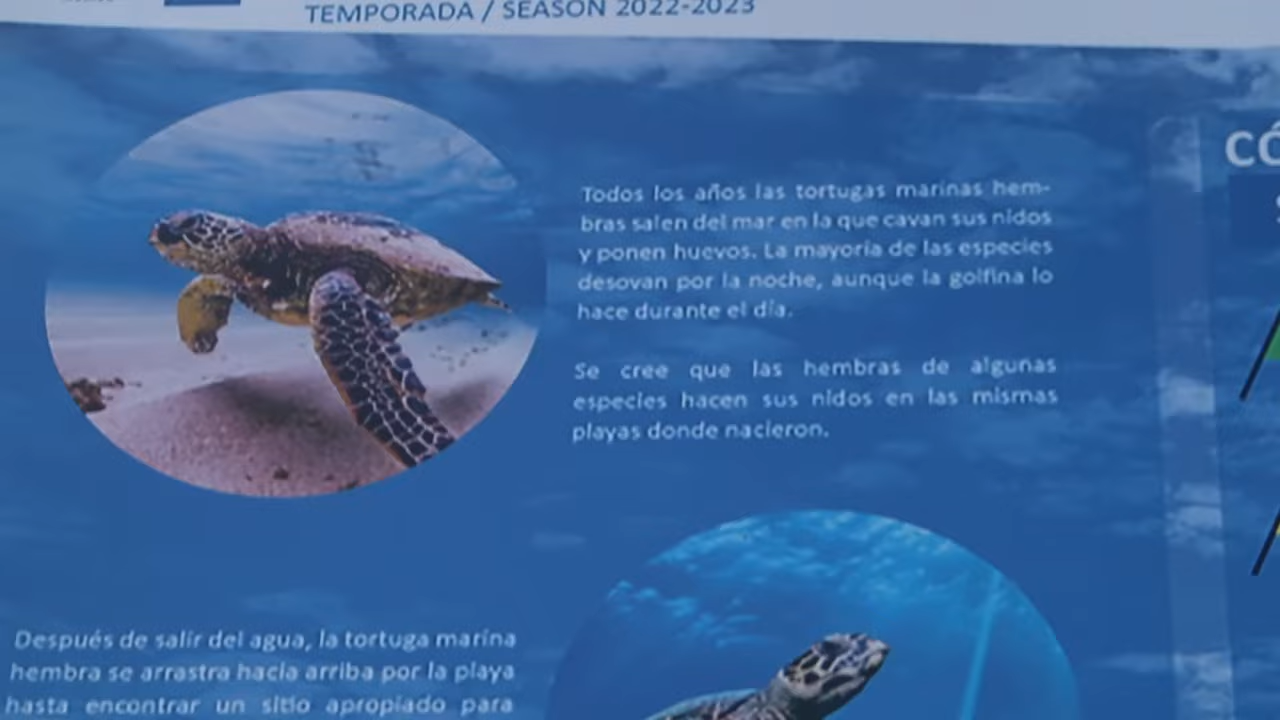 TEMPORADA / SEASON 2022-2023
Todos los años las tortugas marinas hem-
bras salen del mar en la que cavan sus nidos
y ponen huevos. La mayoría de las especies
desovan por la noche, aunque la golfina lo
hace durante el día.
Se cree que las hembras de algunas
especies hacen sus nidos en las mismas
playas donde nacieron.
CÓ
Después de salir del agua, la tortuga marina
hembra se arrastra hacia arriba por la playa
hasta encontrar un sitio apropiado para